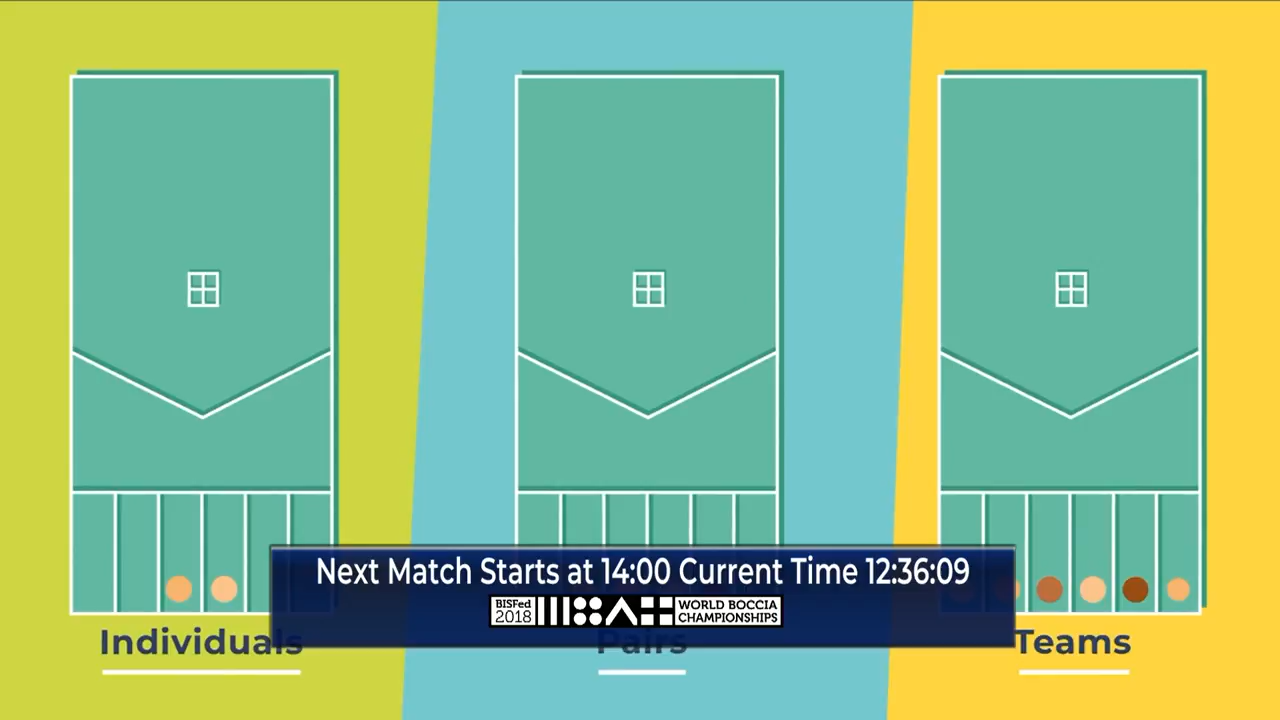 Next Match Starts at 14:00 Current Time 12:36:09
BISFed
2018
WORLD BOCCIA
CHAMPIONSHIPS
Individuals
Pairs
Teams